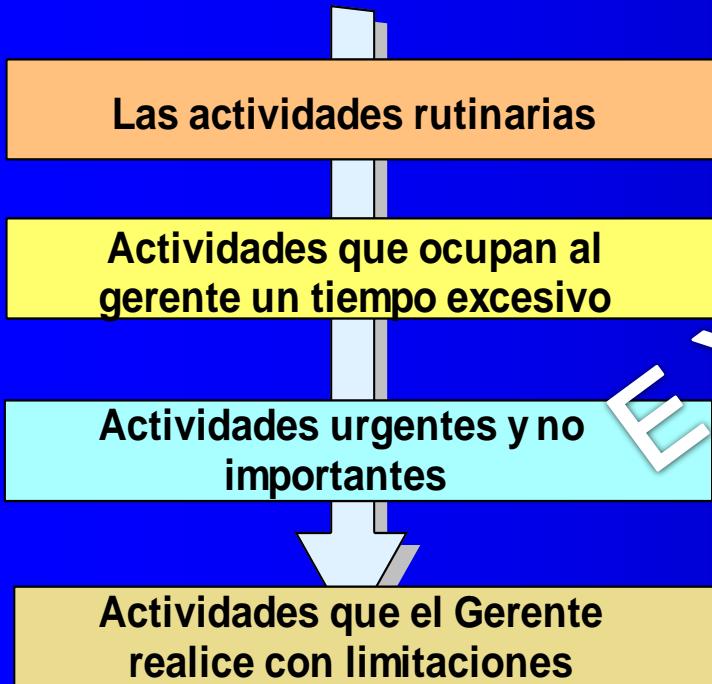 Las actividades rutinarias
Actividades que ocupan al
gerente un tiempo excesivo
Actividades urgentes y no
importantes
E
Actividades que el Gerente
realice con limitaciones